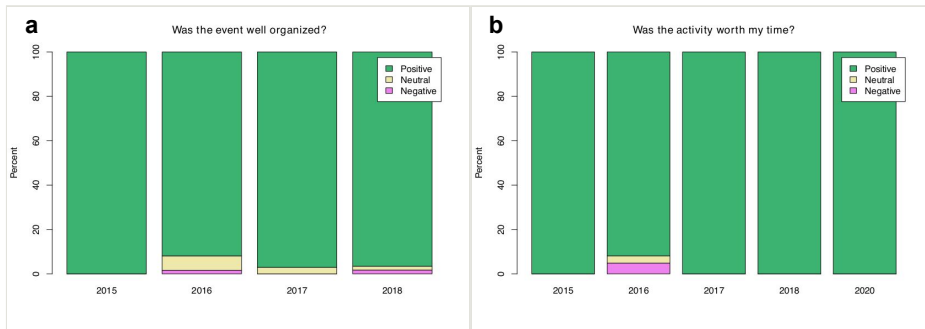 a
Was the event well organized?
Percent
100
80
60
40
20
0
Positive
Neutral
Negative
2015 2016 2017 2018
b
Was the activity worth my time?
Percent
100
80
60
40
20
0
Positive
Neutral
Negative
2015 2016 2017 2018 2020